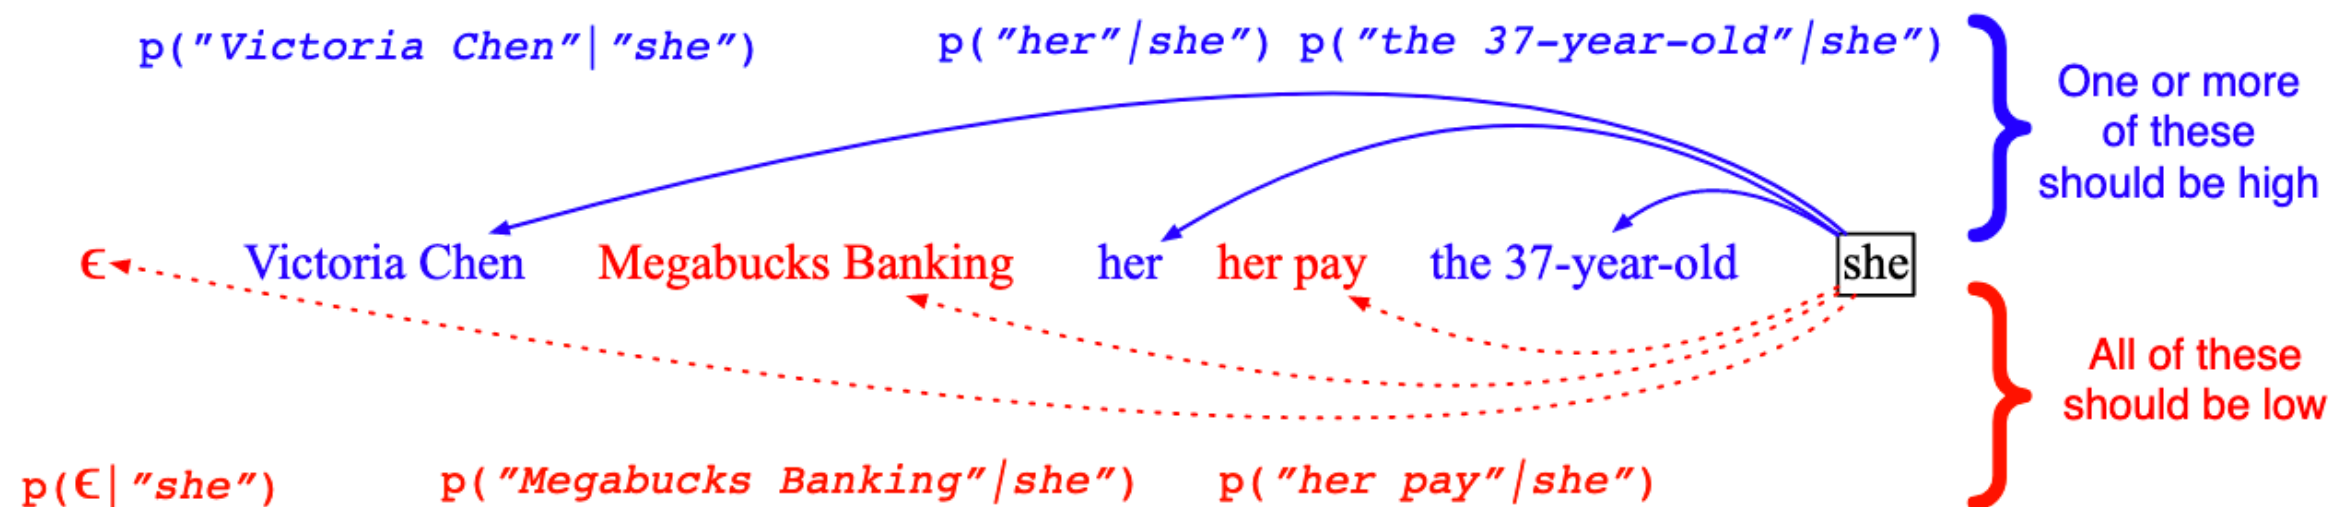 p("Victoria Chen"|"she") p("her"|she") p("the 37-year-old"|she")
One or more
of these
should be high
ϵ Victoria Chen Megabucks Banking her her pay the 37-year-old she
All of these
should be low
p(ϵ|"she") p("Megabucks Banking"|she") p("her pay"|she")